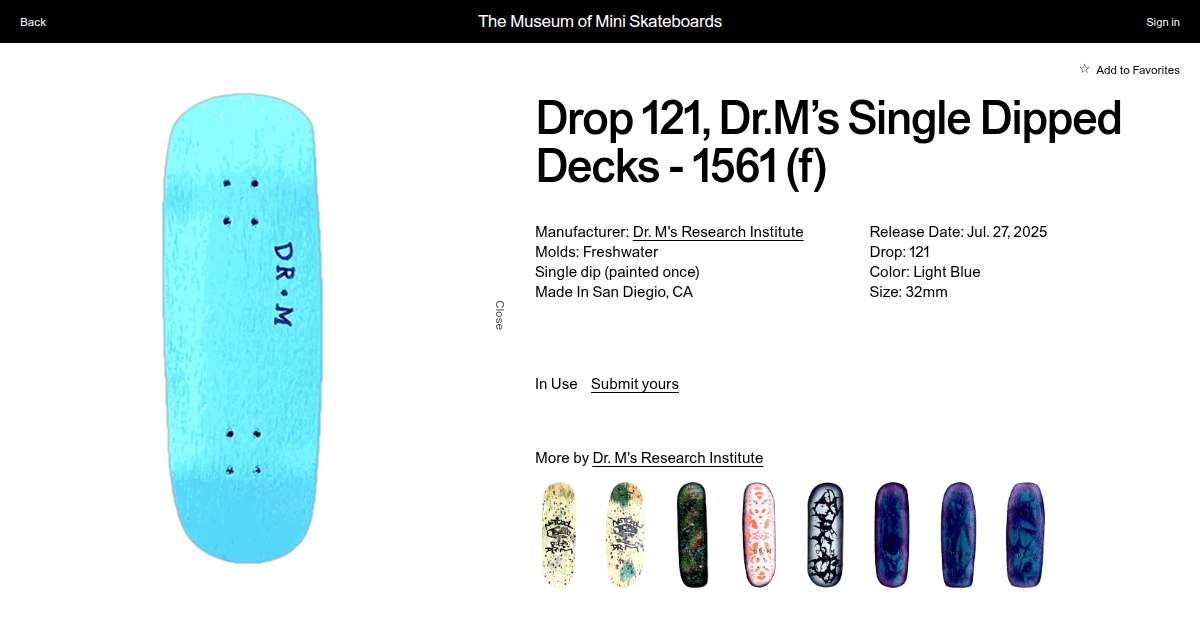 Back
The Museum of Mini Skateboards
Sign in
☆ Add to Favorites
DR•M
Close
Drop 121, Dr.M’s Single Dipped
Decks - 1561 (f)
Manufacturer: Dr. M's Research Institute
Molds: Freshwater
Single dip (painted once)
Made In San Diegio, CA
Release Date: Jul. 27, 2025
Drop: 121
Color: Light Blue
Size: 32mm
In Use Submit yours
More by Dr. M's Research Institute